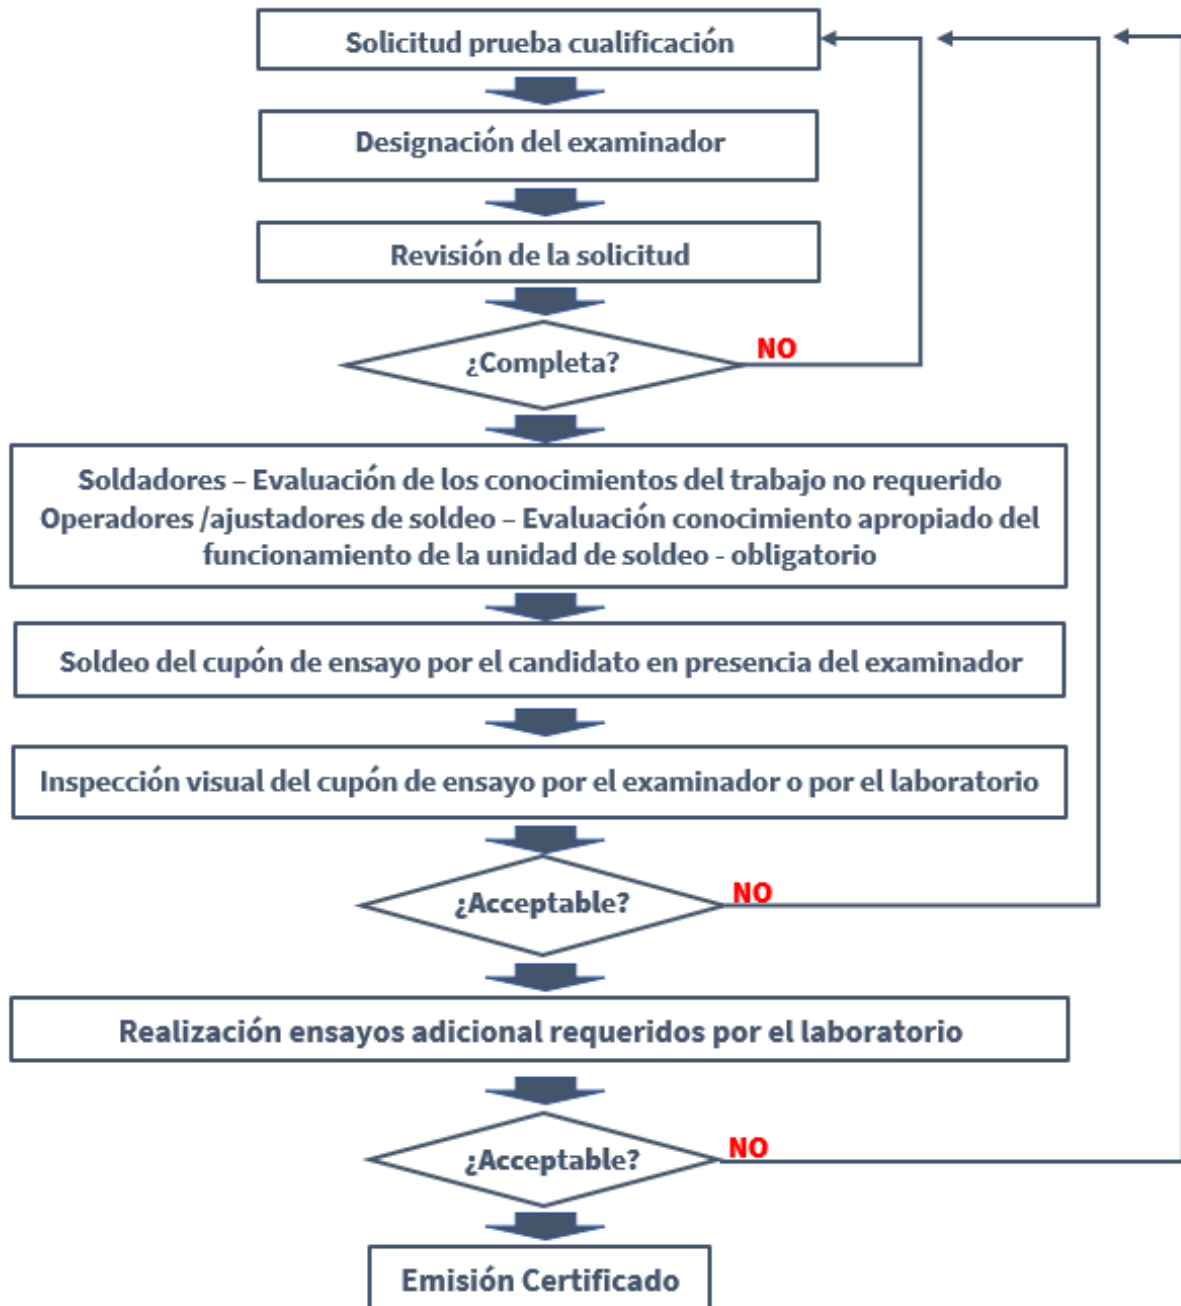 Solicitud prueba cualificación
Designación del examinador
Revisión de la solicitud
¿Completa?
NO
Soldadores – Evaluación de los conocimientos del trabajo no requerido
Operadores /ajustadores de soldeo – Evaluación conocimiento apropiado del
funcionamiento de la unidad de soldeo - obligatorio
Soldeo del cupón de ensayo por el candidato en presencia del examinador
Inspección visual del cupón de ensayo por el examinador o por el laboratorio
¿Acceptable?
NO
Realización ensayos adicional requeridos por el laboratorio
¿Acceptable?
NO
Emisión Certificado